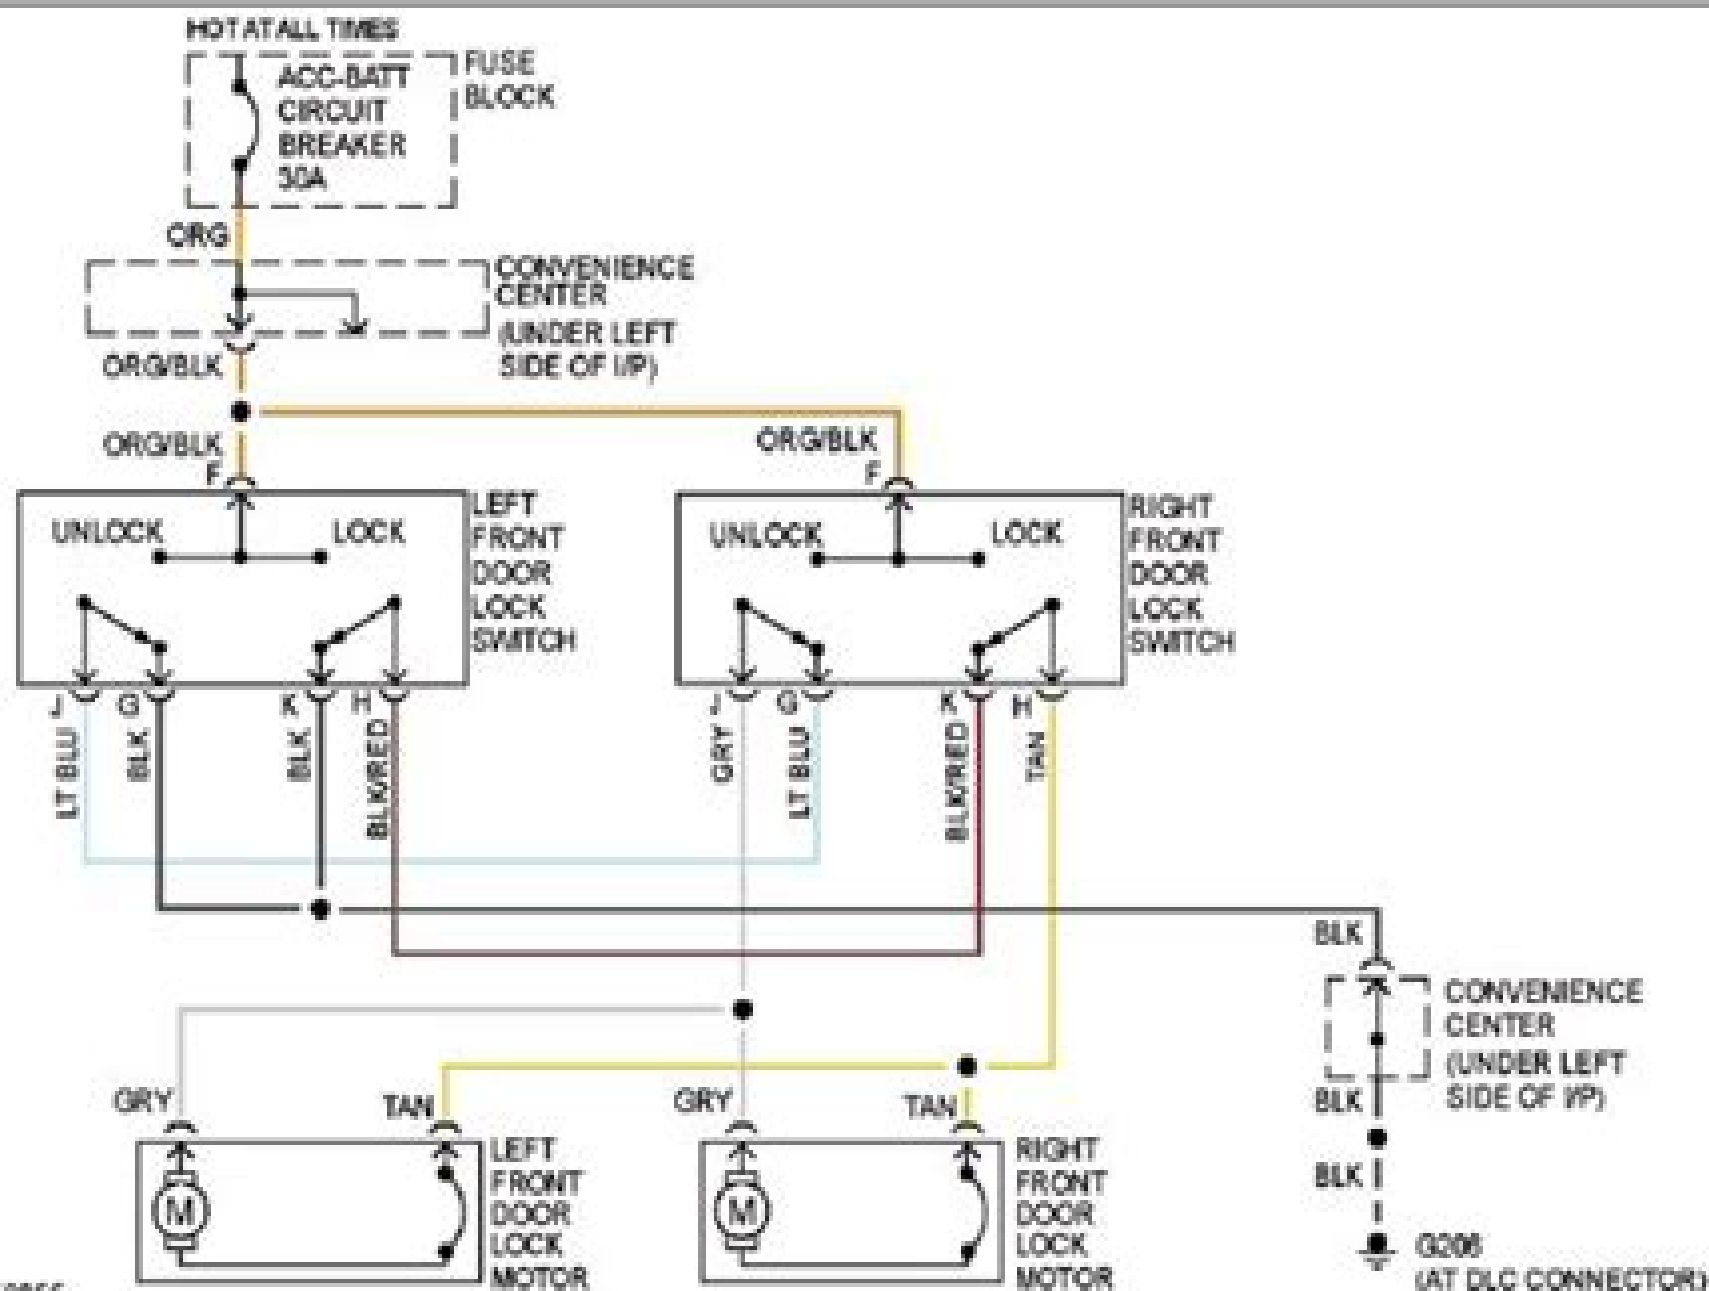 HOT AT ALL TIMES
ACC-BATT
CIRCUIT
BREAKER
30A
FUSE
BLOCK
ORG
CONVENIENCE
CENTER
(UNDER LEFT
SIDE OF I/P)
ORG/BLK
ORG/BLK
F
ORG/BLK
F
UNLOCK
LOCK
LEFT
FRONT
DOOR
LOCK
SWITCH
UNLOCK
LOCK
RIGHT
FRONT
DOOR
LOCK
SWITCH
J
G
K
H
J
G
K
H
LT BLU
BLK
BLK
BLK/RED
GRY
LT BLU
BLK/RED
TAN
BLK
CONVENIENCE
CENTER
(UNDER LEFT
SIDE OF I/P)
BLK
BLK
G206
(AT DLC CONNECTOR)
GRY
TAN
GRY
TAN
M
LEFT
FRONT
DOOR
LOCK
MOTOR
M
RIGHT
FRONT
DOOR
LOCK
MOTOR